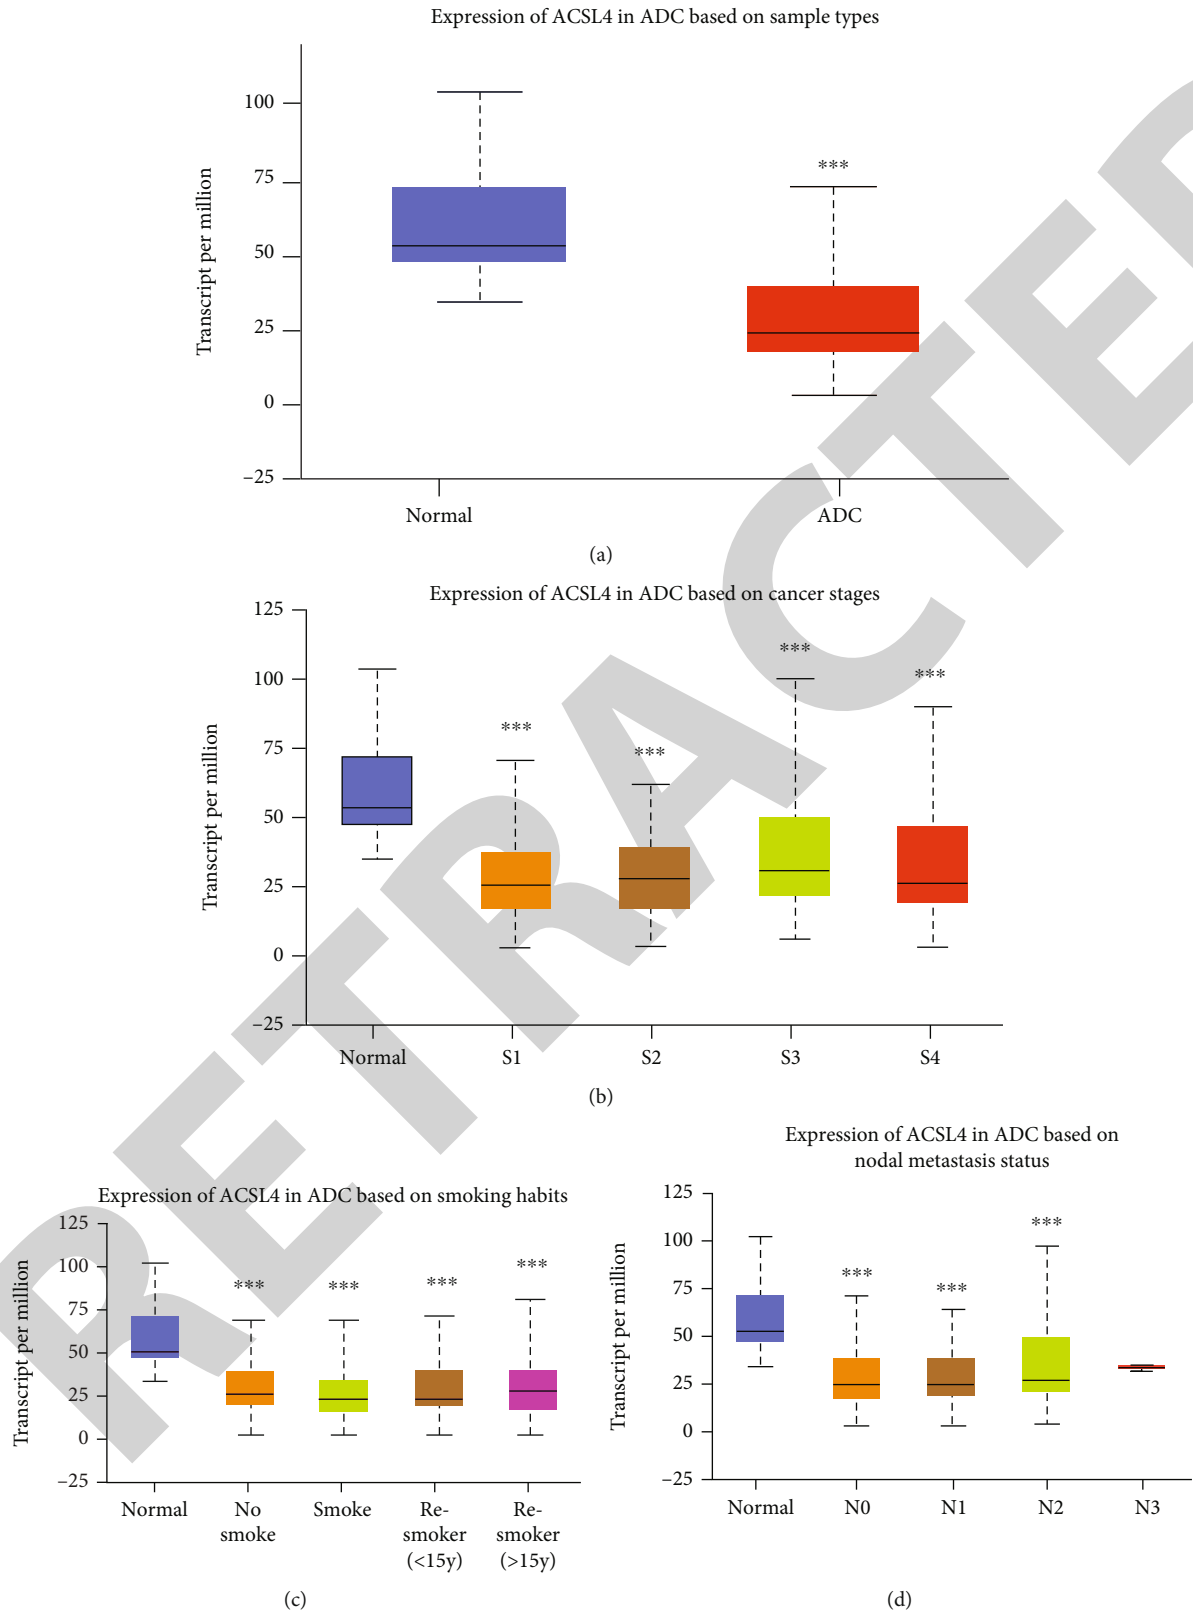 Expression of ACSL4 in ADC based on sample types
100
75
50
25
0
−25
Transcript per million
***
Normal
ADC
(a)
Expression of ACSL4 in ADC based on cancer stages
125
100
75
50
25
0
−25
Transcript per million
***
***
***
***
Normal
S1
S2
S3
S4
(b)
Expression of ACSL4 in ADC based on smoking habits
125
100
75
50
25
0
−25
Transcript per million
***
***
***
***
Normal
No
smoke
Smoke
Re-
smoker
(<15y)
Re-
smoker
(>15y)
(c)
Expression of ACSL4 in ADC based on
nodal metastasis status
125
100
75
50
25
0
−25
Transcript per million
***
***
***
Normal
N0
N1
N2
N3
(d)
RETRACTED